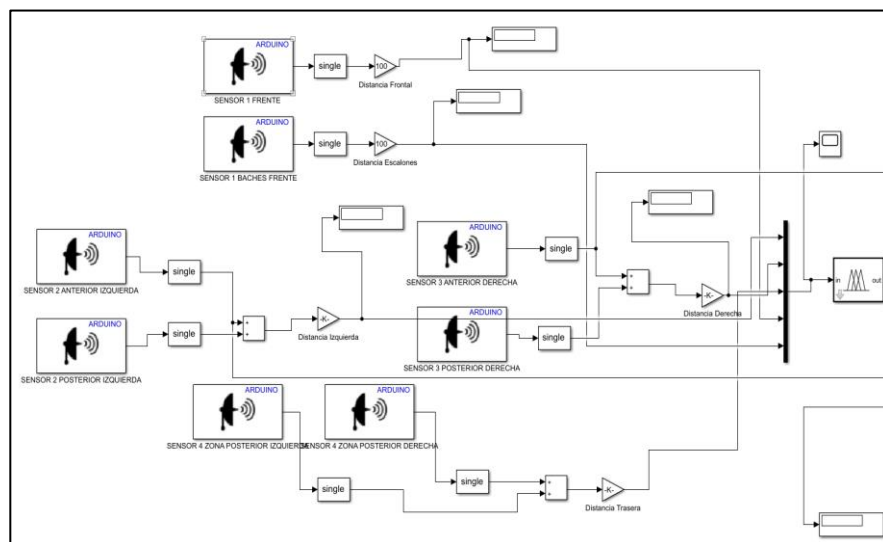 ARDUINO
SENSOR 1 FRENTE
single
100
Distancia Frontal
ARDUINO
SENSOR 1 BACHES FRENTE
single
100
Distancia Escalones
ARDUINO
SENSOR 2 ANTERIOR IZQUIERDA
single
ARDUINO
SENSOR 2 POSTERIOR IZQUIERDA
single
+
+
-K-
Distancia Izquierda
ARDUINO
SENSOR 3 ANTERIOR DERECHA
single
ARDUINO
SENSOR 3 POSTERIOR DERECHA
single
+
+
-K-
Distancia Derecha
in
out
ARDUINO
SENSOR 4 ZONA POSTERIOR IZQUIERDA
single
ARDUINO
SENSOR 4 ZONA POSTERIOR DERECHA
single
+
+
-K-
Distancia Trasera